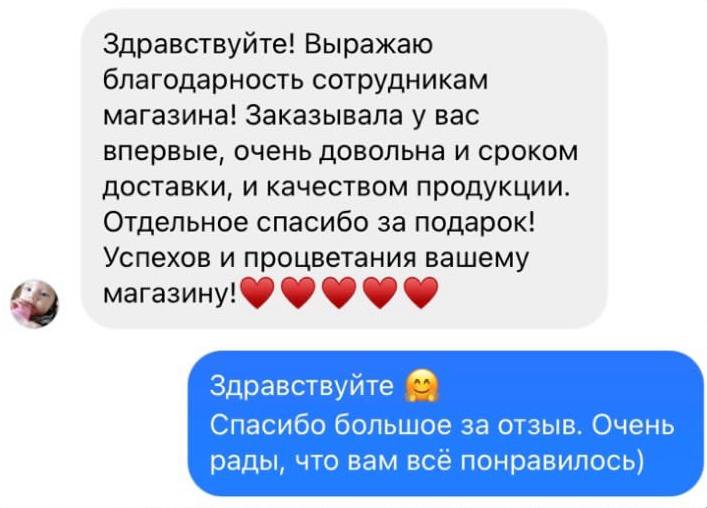 Здравствуйте! Выражаю
благодарность сотрудникам
магазина! Заказывала у вас
впервые, очень довольна и сроком
доставки, и качеством продукции.
Отдельное спасибо за подарок!
Успехов и процветания вашему
магазину!❤️❤️❤️❤️❤️
Здравствуйте 🤗
Спасибо большое за отзыв. Очень
рады, что вам всё понравилось)